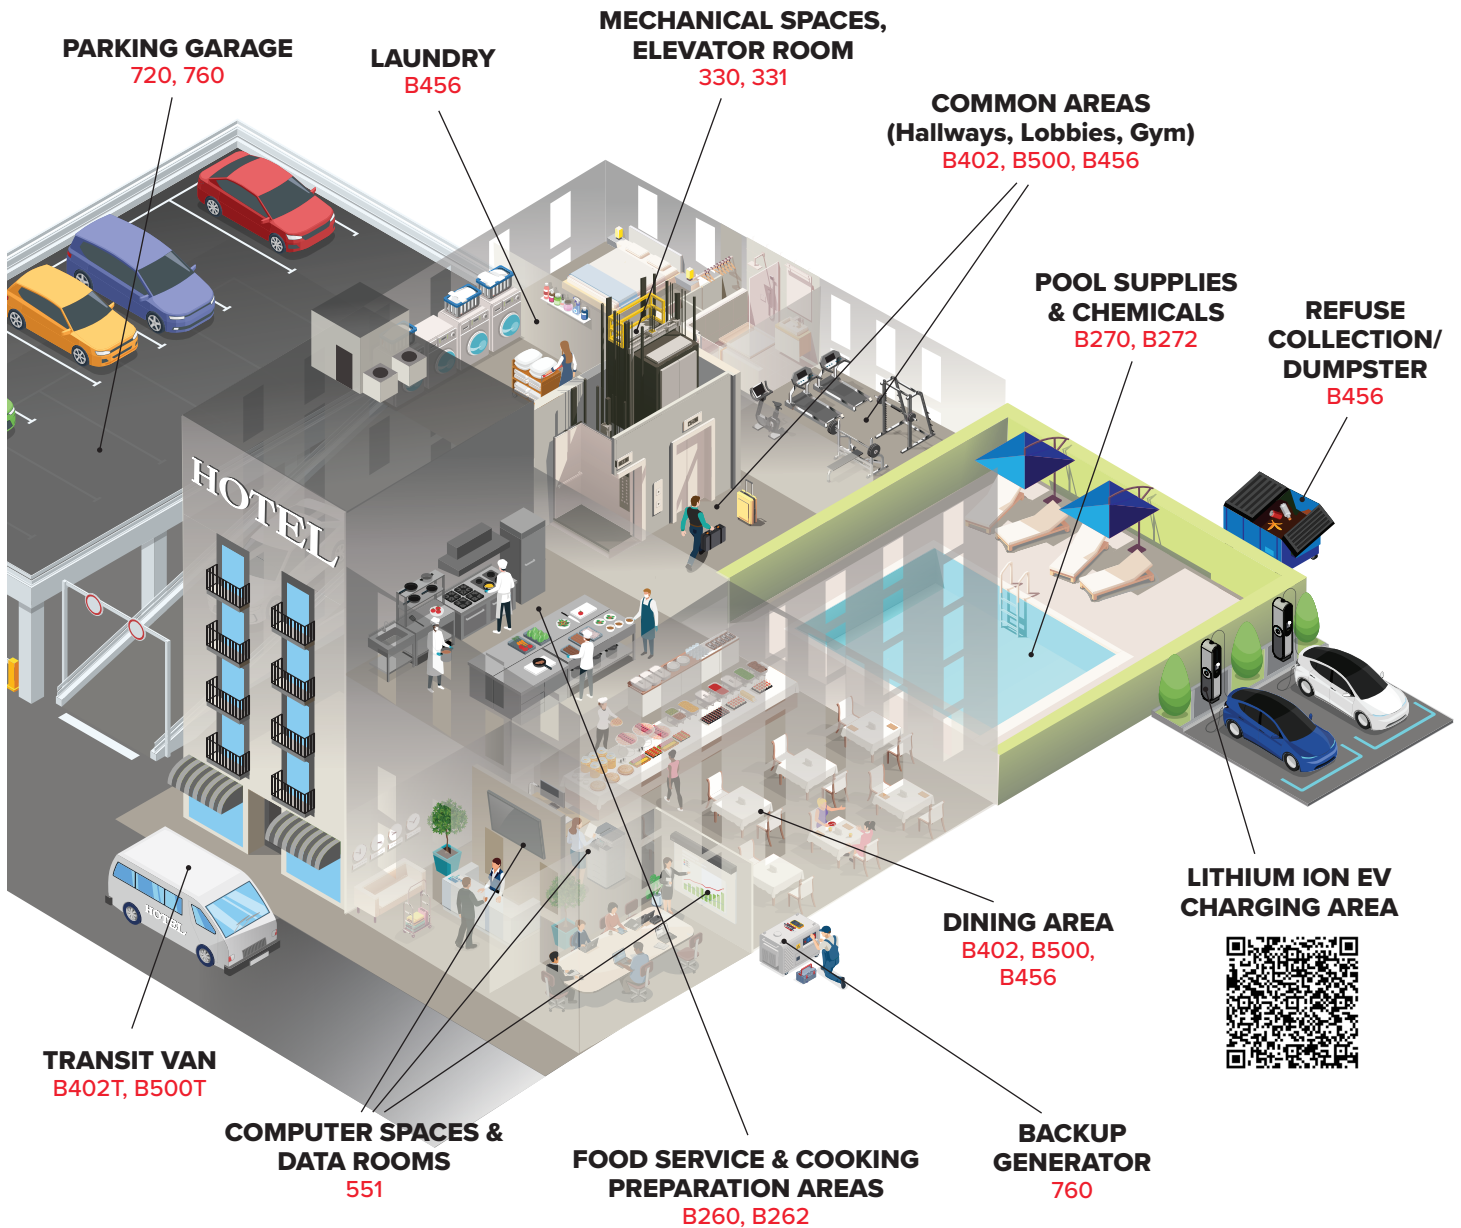 MECHANICAL SPACES,
ELEVATOR ROOM
330, 331
PARKING GARAGE
720, 760
LAUNDRY
B456
COMMON AREAS
(Hallways, Lobbies, Gym)
B402, B500, B456
POOL SUPPLIES
& CHEMICALS
B270, B272
REFUSE
COLLECTION/
DUMPSTER
B456
HOTEL
HOTEL
LITHIUM ION EV
CHARGING AREA
DINING AREA
B402, B500,
B456
TRANSIT VAN
B402T, B500T
COMPUTER SPACES &
DATA ROOMS
551
FOOD SERVICE & COOKING
PREPARATION AREAS
B260, B262
BACKUP
GENERATOR
760